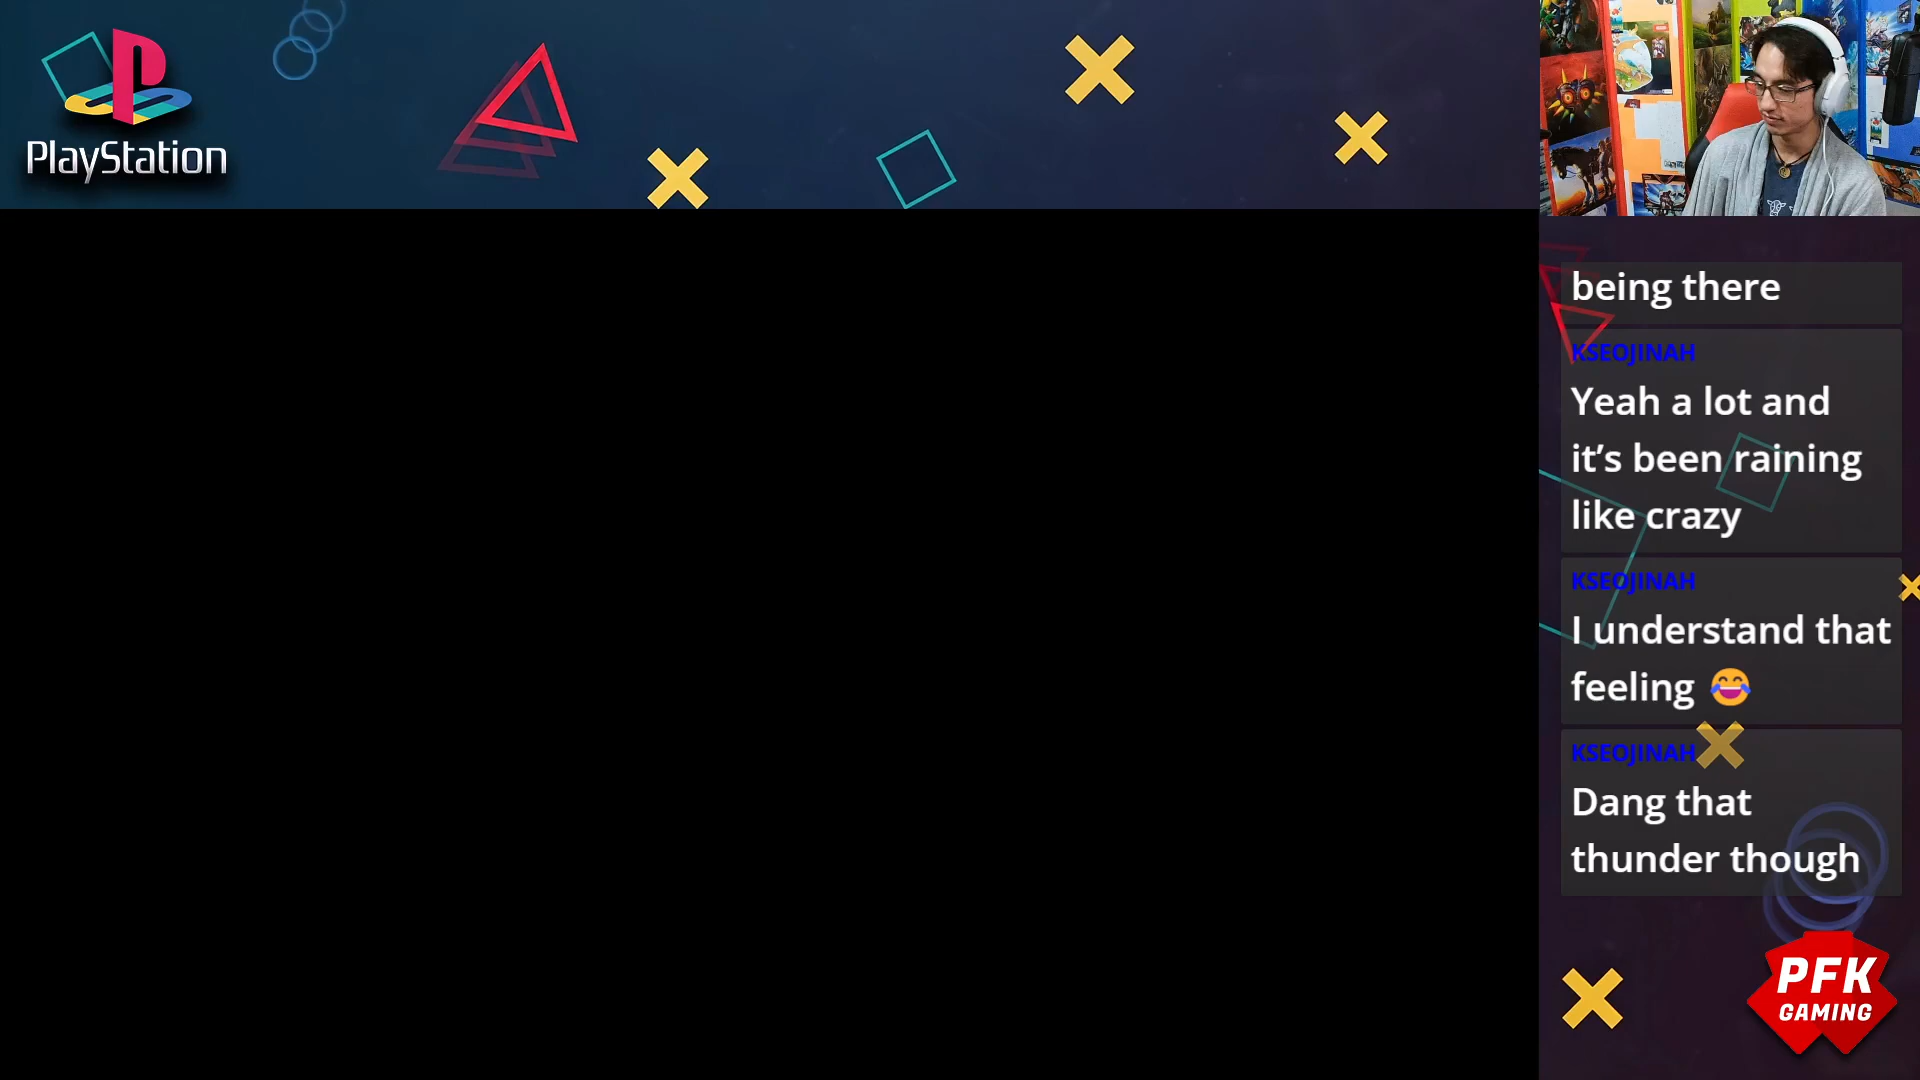 PlayStation
being there
KSEOJINAH
Yeah a lot and
it’s been raining
like crazy
KSEOJINAH
I understand that
feeling 😂
KSEOJINAH
Dang that
thunder though
PFK
GAMING